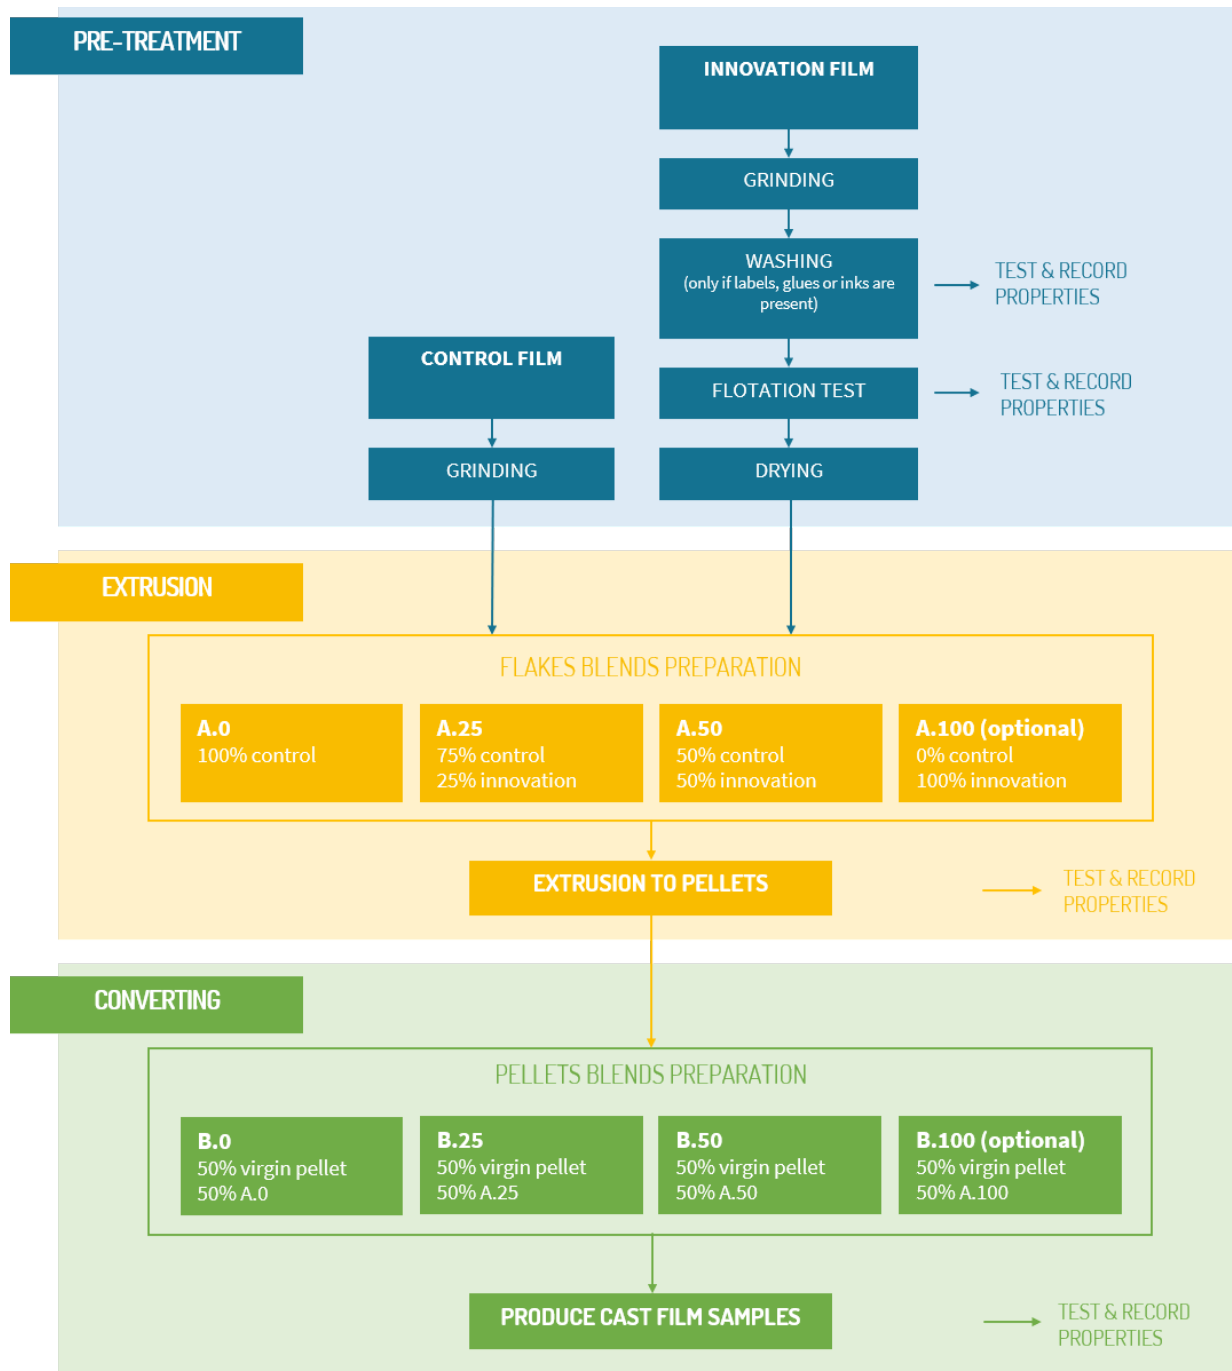 PRE-TREATMENT
INNOVATION FILM
GRINDING
WASHING
(only if labels, glues or inks are
present)
TEST & RECORD
PROPERTIES
CONTROL FILM
FLOTATION TEST
TEST & RECORD
PROPERTIES
GRINDING
DRYING
EXTRUSION
FLAKES BLENDS PREPARATION
A.0
100% control
A.25
75% control
25% innovation
A.50
50% control
50% innovation
A.100 (optional)
0% control
100% innovation
EXTRUSION TO PELLETS
TEST & RECORD
PROPERTIES
CONVERTING
PELLETS BLENDS PREPARATION
B.0
50% virgin pellet
50% A.0
B.25
50% virgin pellet
50% A.25
B.50
50% virgin pellet
50% A.50
B.100 (optional)
50% virgin pellet
50% A.100
PRODUCE CAST FILM SAMPLES
TEST & RECORD
PROPERTIES